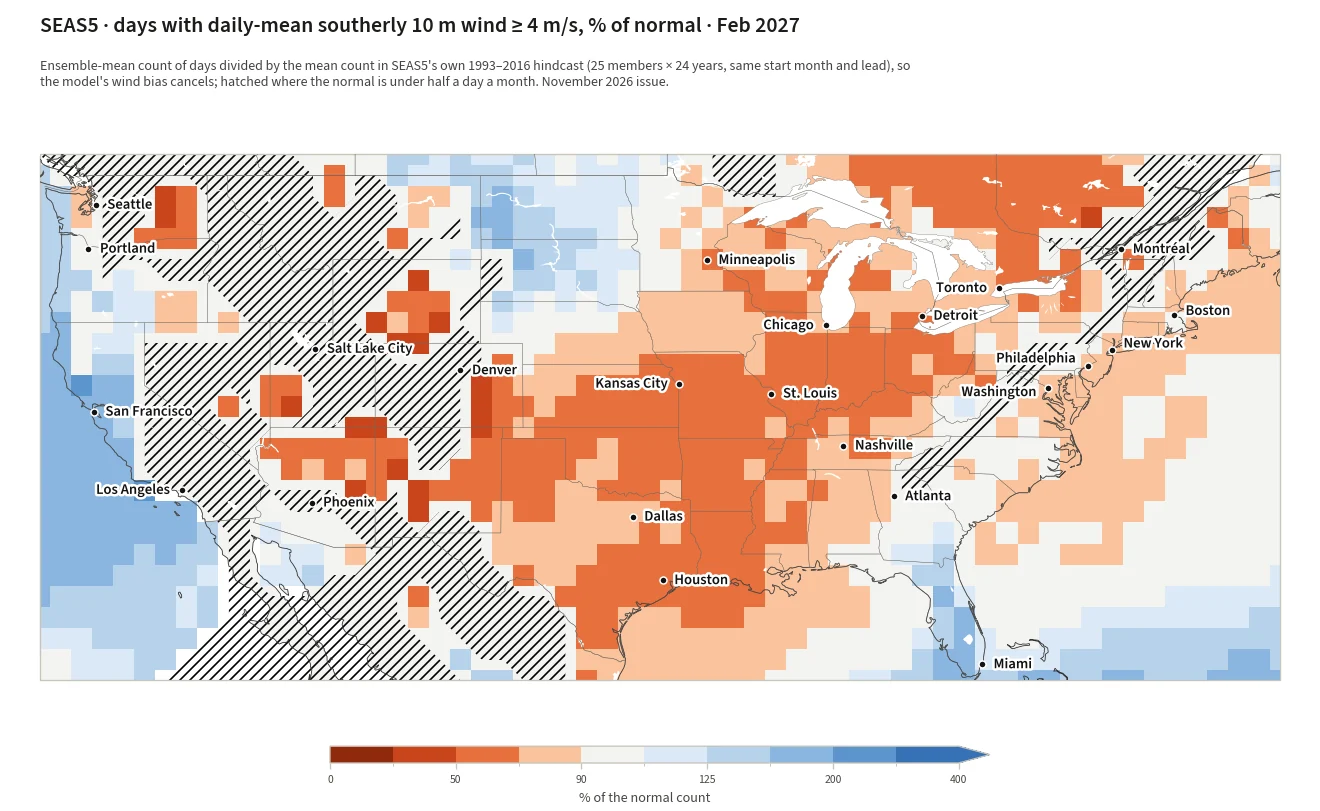 SEAS5 · days with daily-mean southerly 10 m wind ≥ 4 m/s, % of normal · Feb 2027
Ensemble-mean count of days divided by the mean count in SEAS5's own 1993–2016 hindcast (25 members × 24 years, same start month and lead), so
the model's wind bias cancels; hatched where the normal is under half a day a month. November 2026 issue.
Seattle
Portland
Montréal
Minneapolis
Toronto
Boston
Detroit
Chicago
New York
Salt Lake City
Philadelphia
Denver
Kansas City
Washington
St. Louis
San Francisco
Nashville
Los Angeles
Atlanta
Phoenix
Dallas
Houston
Miami
0 50 90 125 200 400
% of the normal count